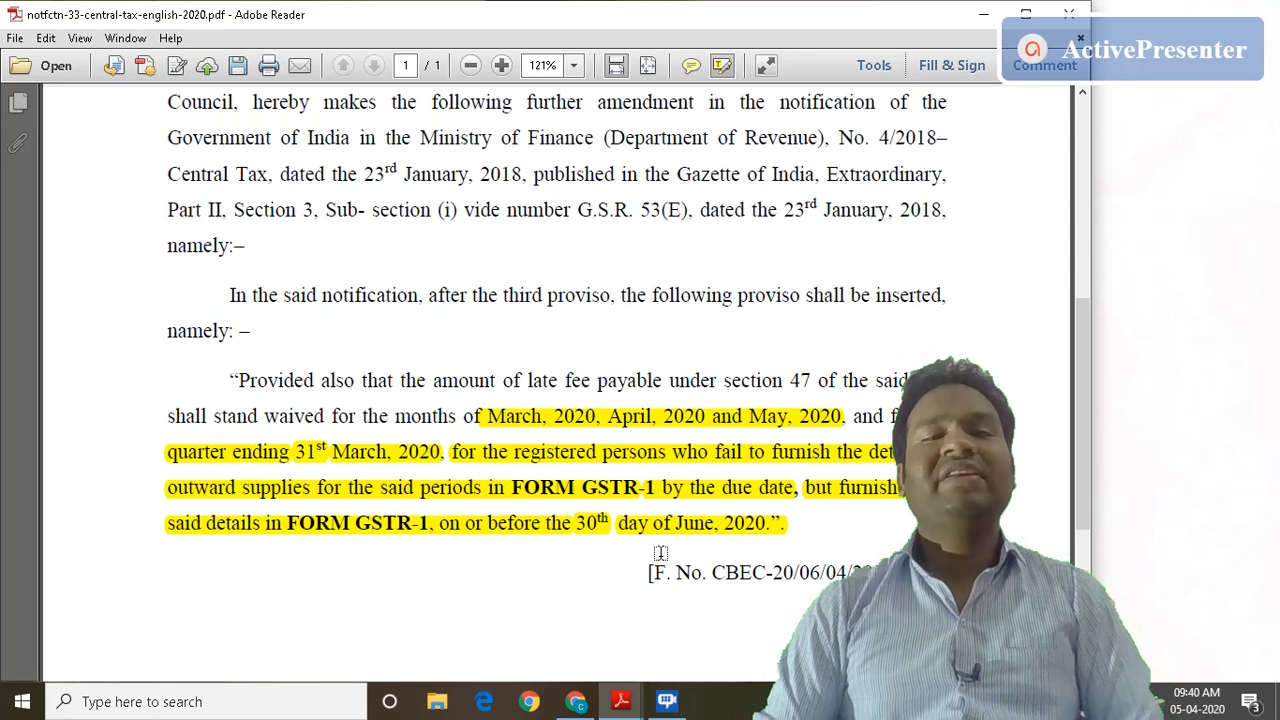 notfctn-33-central-tax-english-2020.pdf - Adobe Reader
ActivePresenter
File Edit View Window Help
Open 1 / 1 121% Tools Fill & Sign Comment
Council, hereby makes the following further amendment in the notification of the
Government of India in the Ministry of Finance (Department of Revenue), No. 4/2018–
Central Tax, dated the 23rd January, 2018, published in the Gazette of India, Extraordinary,
Part II, Section 3, Sub- section (i) vide number G.S.R. 53(E), dated the 23rd January, 2018,
namely:–
In the said notification, after the third proviso, the following proviso shall be inserted,
namely: –
“Provided also that the amount of late fee payable under section 47 of the said
shall stand waived for the months of March, 2020, April, 2020 and May, 2020, and
quarter ending 31st March, 2020, for the registered persons who fail to furnish the
outward supplies for the said periods in FORM GSTR-1 by the due date, but furnish
said details in FORM GSTR-1, on or before the 30th day of June, 2020.”.
[F. No. CBEC-20/06/04/
Type here to search
09:40 AM
05-04-2020
3